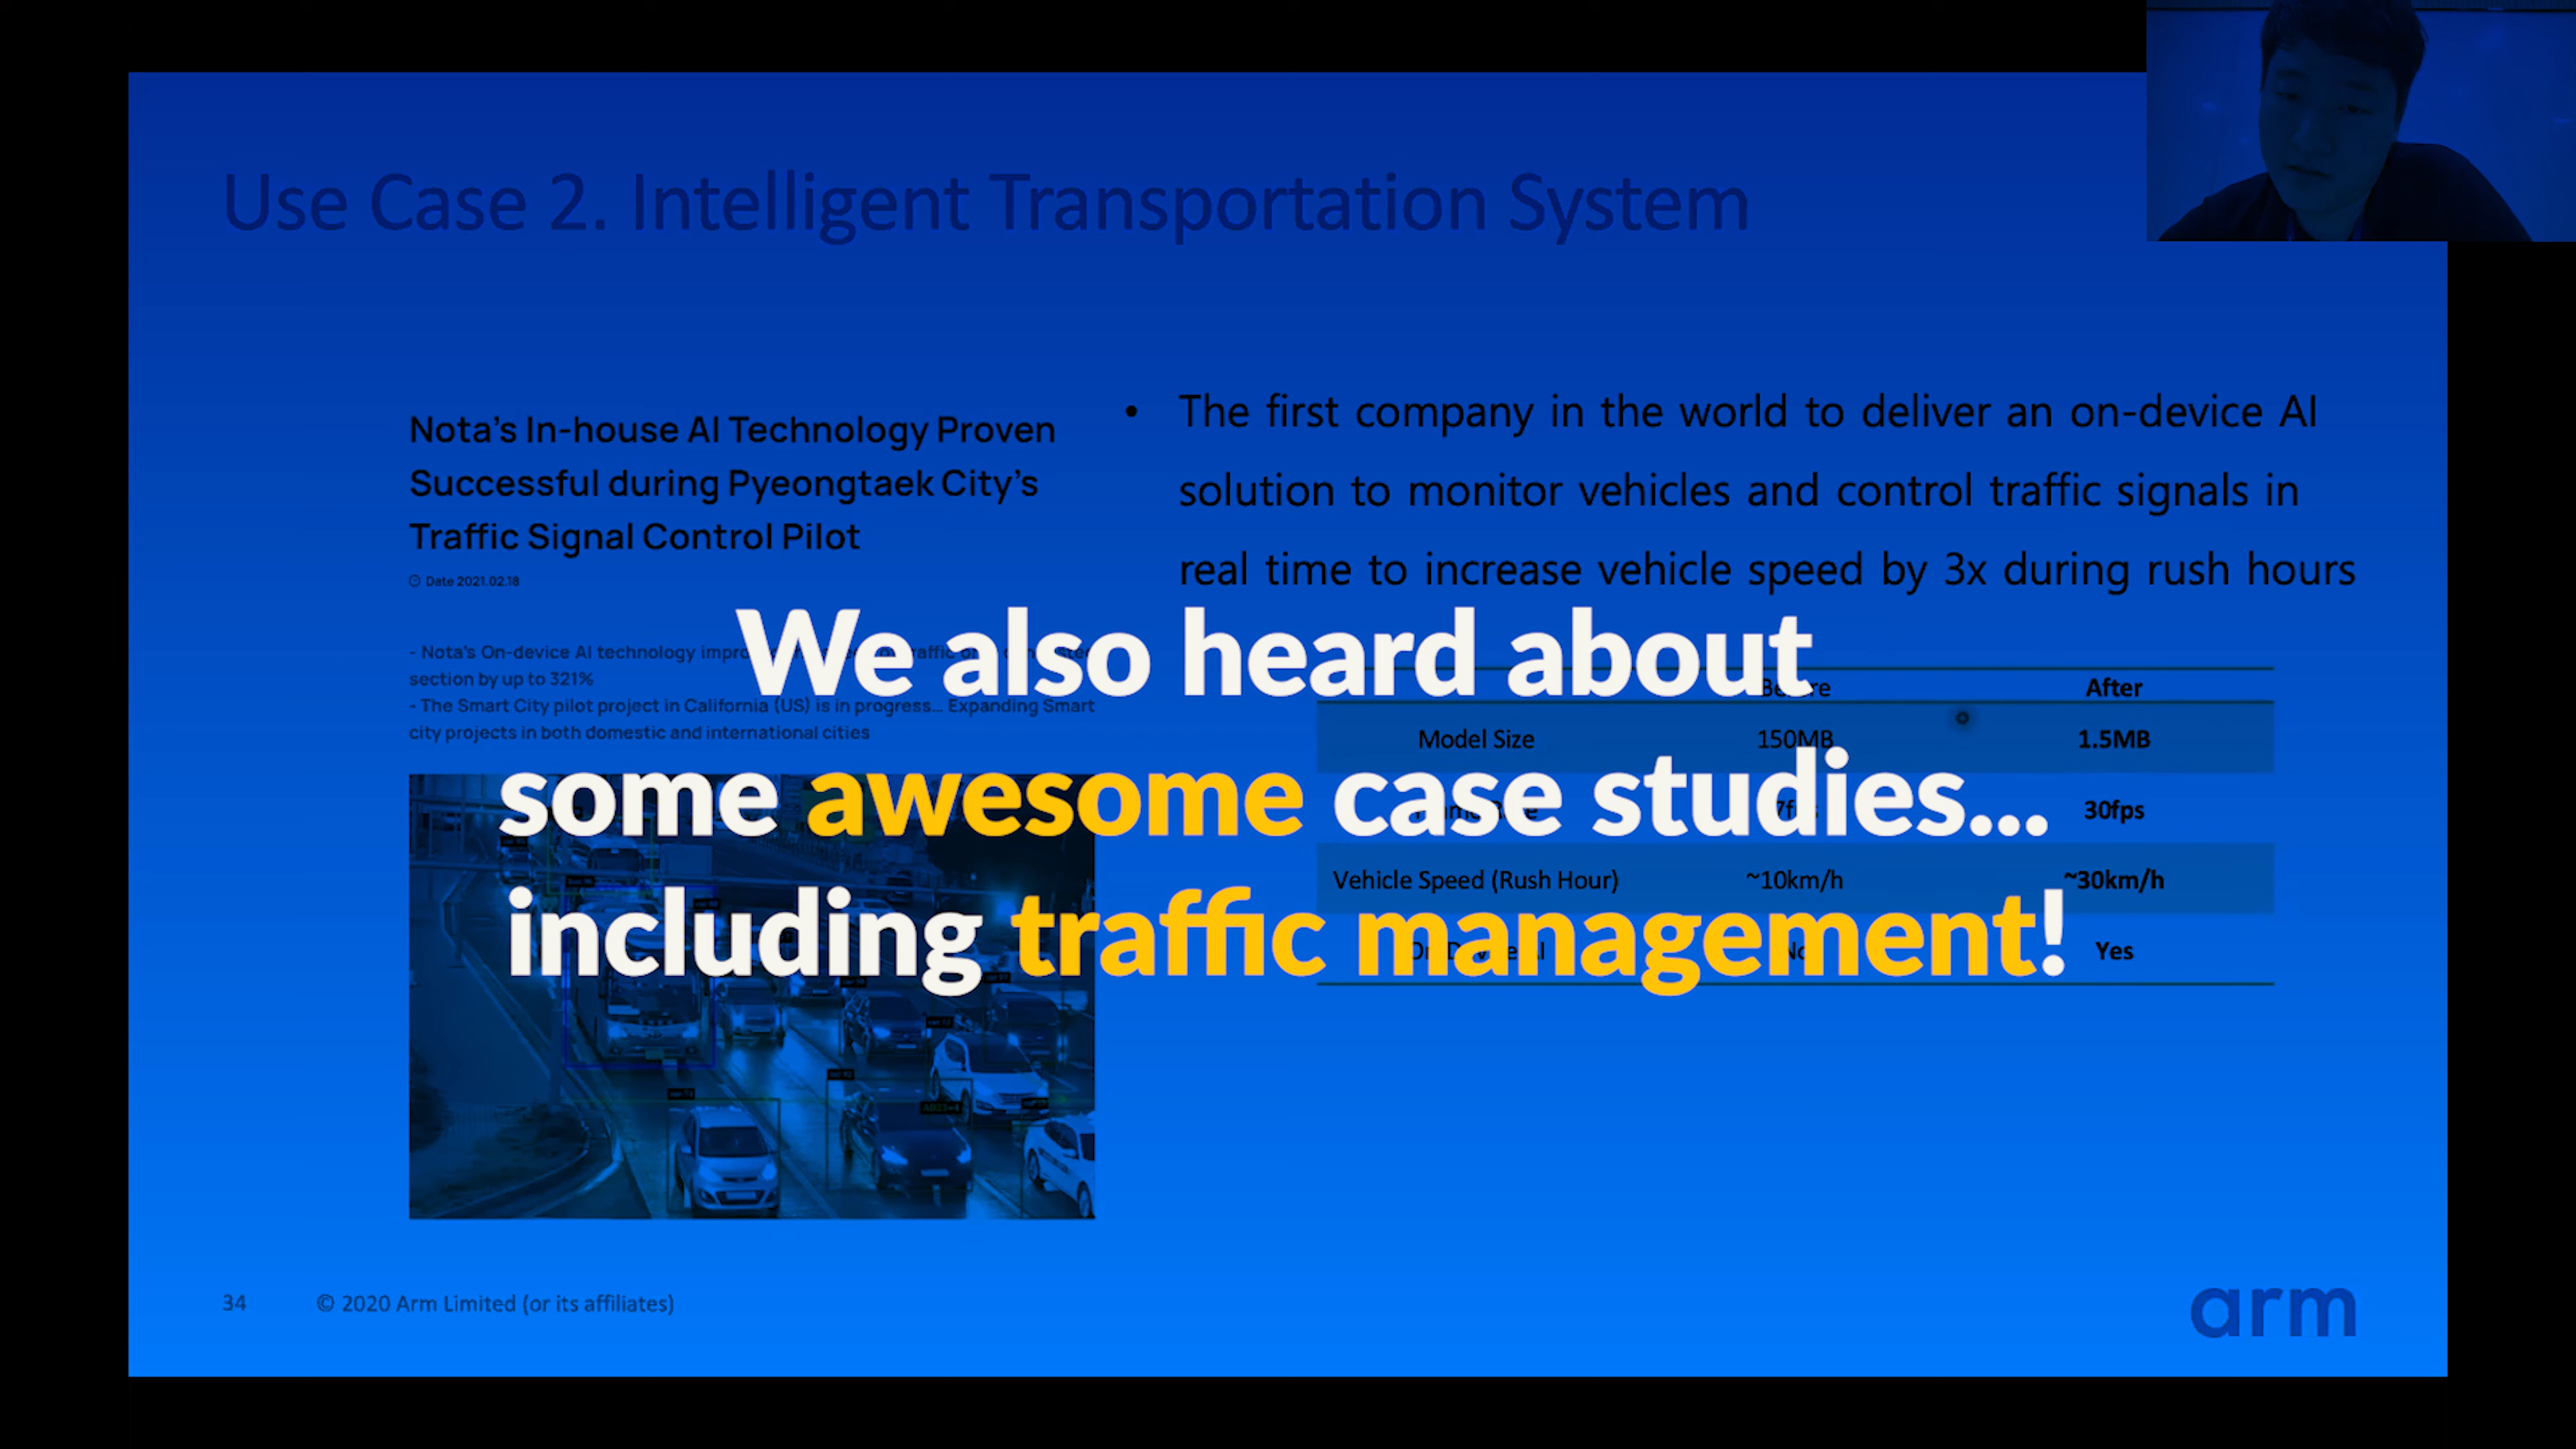 Use Case 2. Intelligent Transportation System
Nota's In-house AI Technology Proven
Successful during Pyeongtaek City's
Traffic Signal Control Pilot
Date 2021.02.18
- Nota's On-device AI technology
section by up to 321%
- The Smart City pilot project in California (US) is in progress... Expanding Smart
city projects in both domestic and international cities
• The first company in the world to deliver an on-device AI
solution to monitor vehicles and control traffic signals in
real time to increase vehicle speed by 3x during rush hours
Before After
Model Size 150MB 1.5MB
30fps
Vehicle Speed (Rush Hour) ~10km/h ~30km/h
On-Device AI No Yes
We also heard about
some awesome case studies...
including traffic management!
34 © 2020 Arm Limited (or its affiliates)
arm